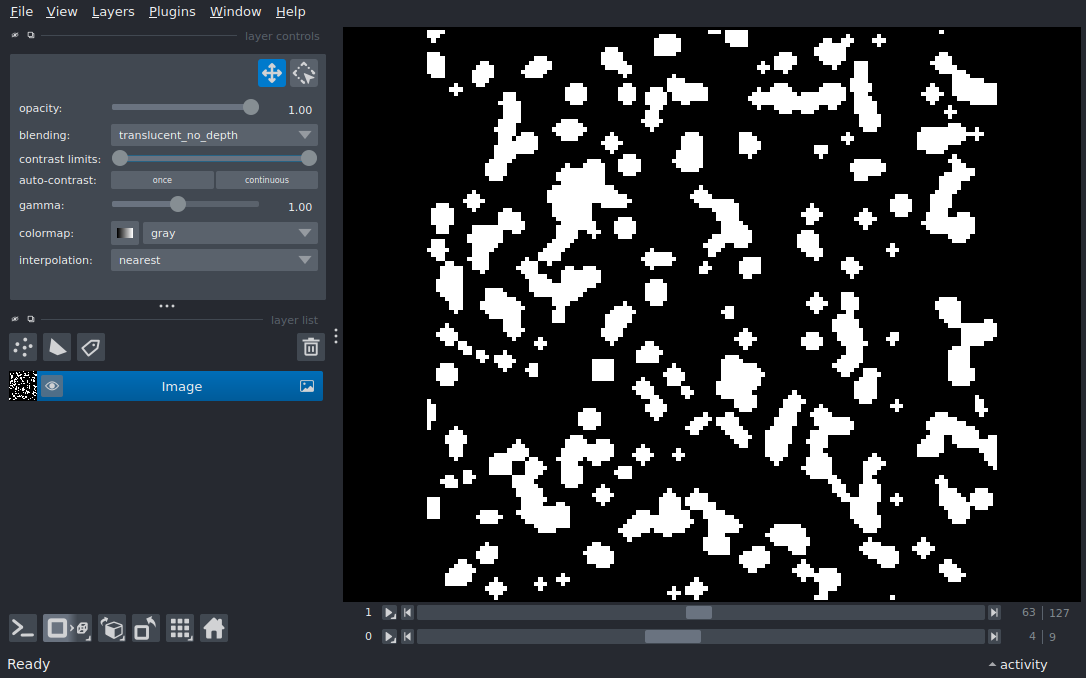 File View Layers Plugins Window Help
layer controls
opacity: 1.00
blending: translucent_no_depth
contrast limits:
auto-contrast: once continuous
gamma: 1.00
colormap: gray
interpolation: nearest
layer list
Image
1 63 127
0 4 9
Ready activity